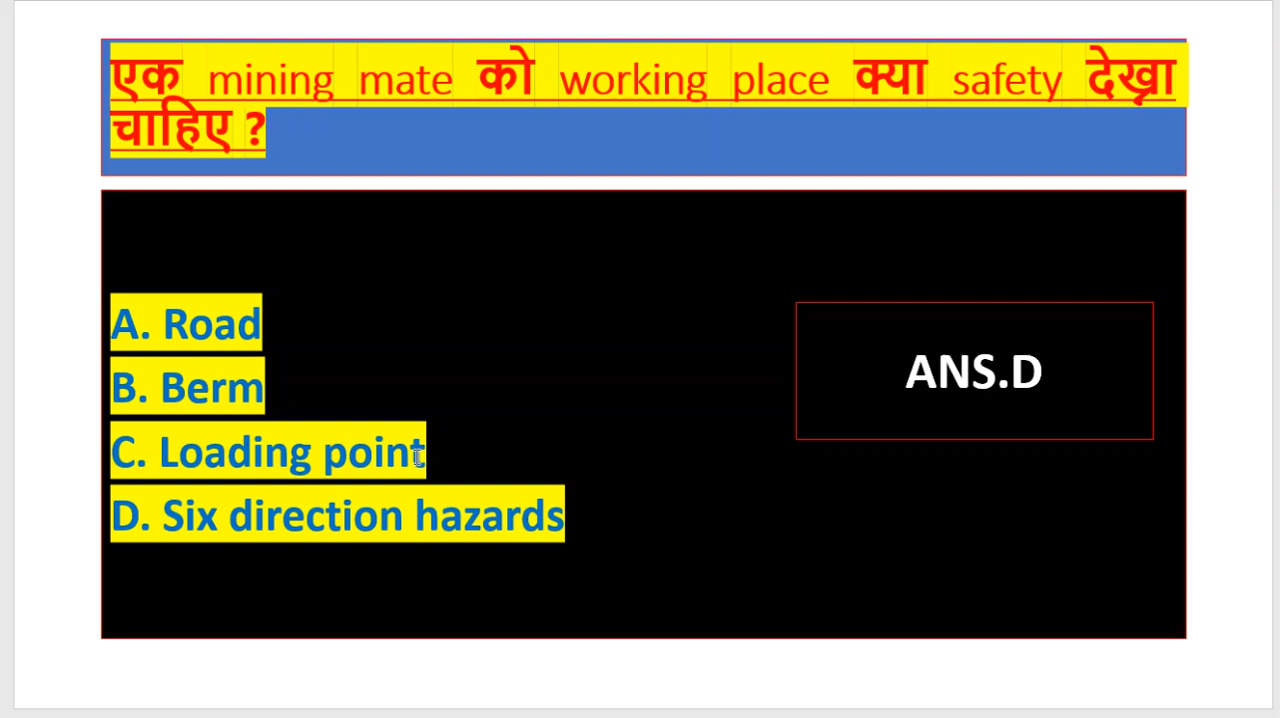 एक mining mate को working place क्या safety देख्ना
चाहिए ?
A. Road
B. Berm
C. Loading point
D. Six direction hazards
ANS.D